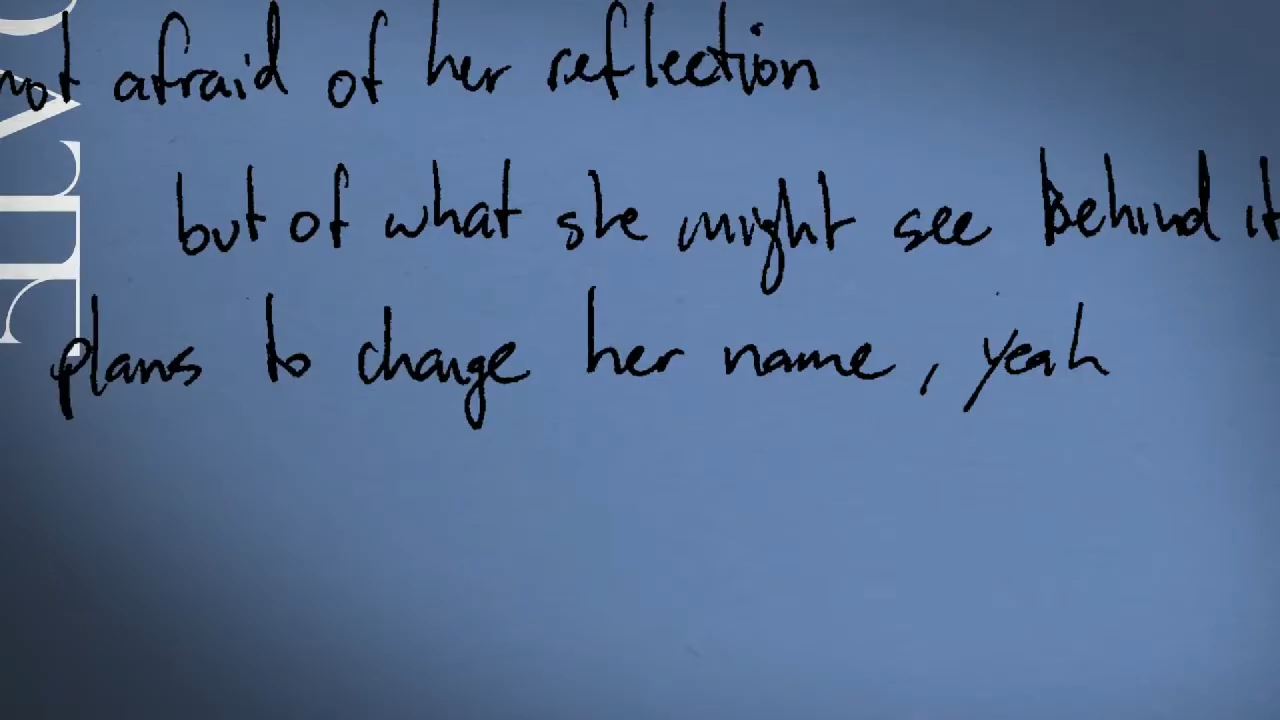 not afraid of her reflection
but of what she might see behind it
plans to change her name, yeah